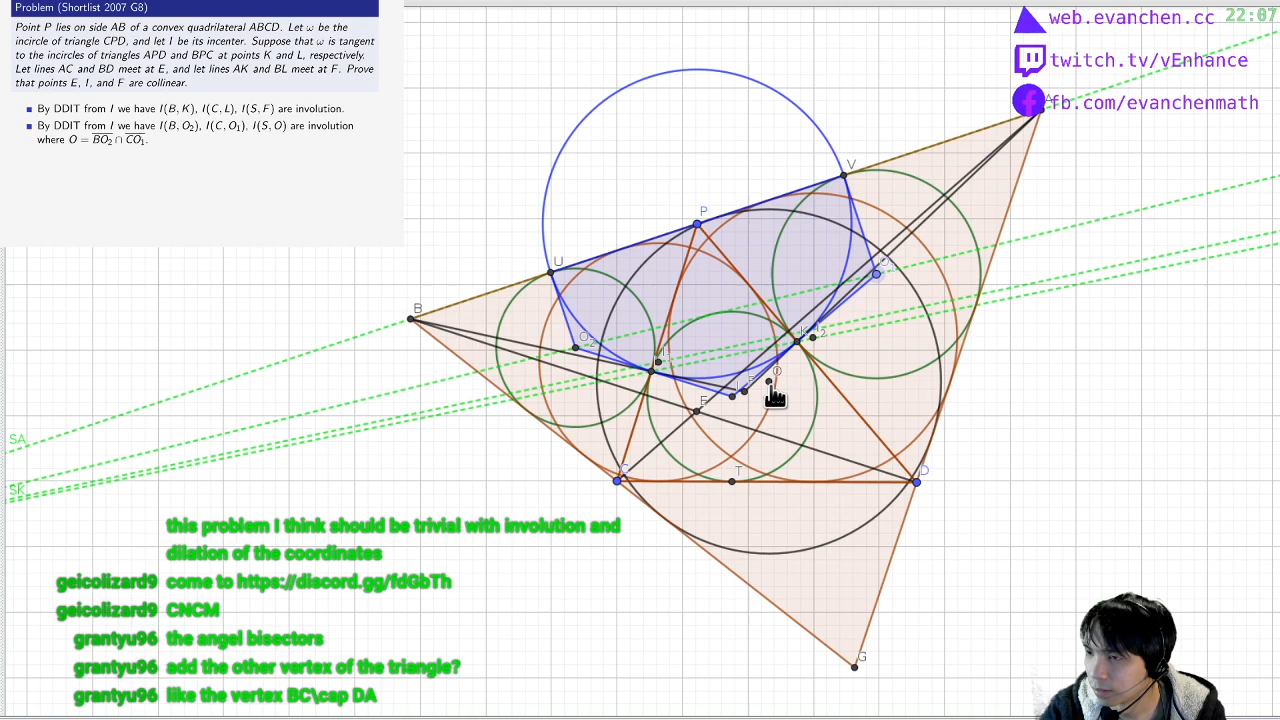 Problem (Shortlist 2007 G8)
Point P lies on side AB of a convex quadrilateral ABCD. Let ω be the
incircle of triangle CPD, and let I be its incenter. Suppose that ω is tangent
to the incircles of triangles APD and BPC at points K and L, respectively.
Let lines AC and BD meet at E, and let lines AK and BL meet at F. Prove
that points E, I, and F are collinear.
By DDIT from I we have I(B, K), I(C, L), I(S, F) are involution
By DDIT from I we have I(B, O₂), I(C, O₁), I(S, O) are involution
where O = BO₂ ∩ CO₁.
web.evanchen.cc
22:07
twitch.tv/vEnhance
fb.com/evanchenmath
V
P
U
B
O₂
K
E
O
C
T
D
G
SA
SK
this problem I think should be trivial with involution and
dilation of the coordinates
geicolizard9 come to https://discord.gg/fdGbTh
geicolizard9 CNCM
grantyu96 the angel bisectors
grantyu96 add the other vertex of the triangle?
grantyu96 like the vertex BC\cap DA